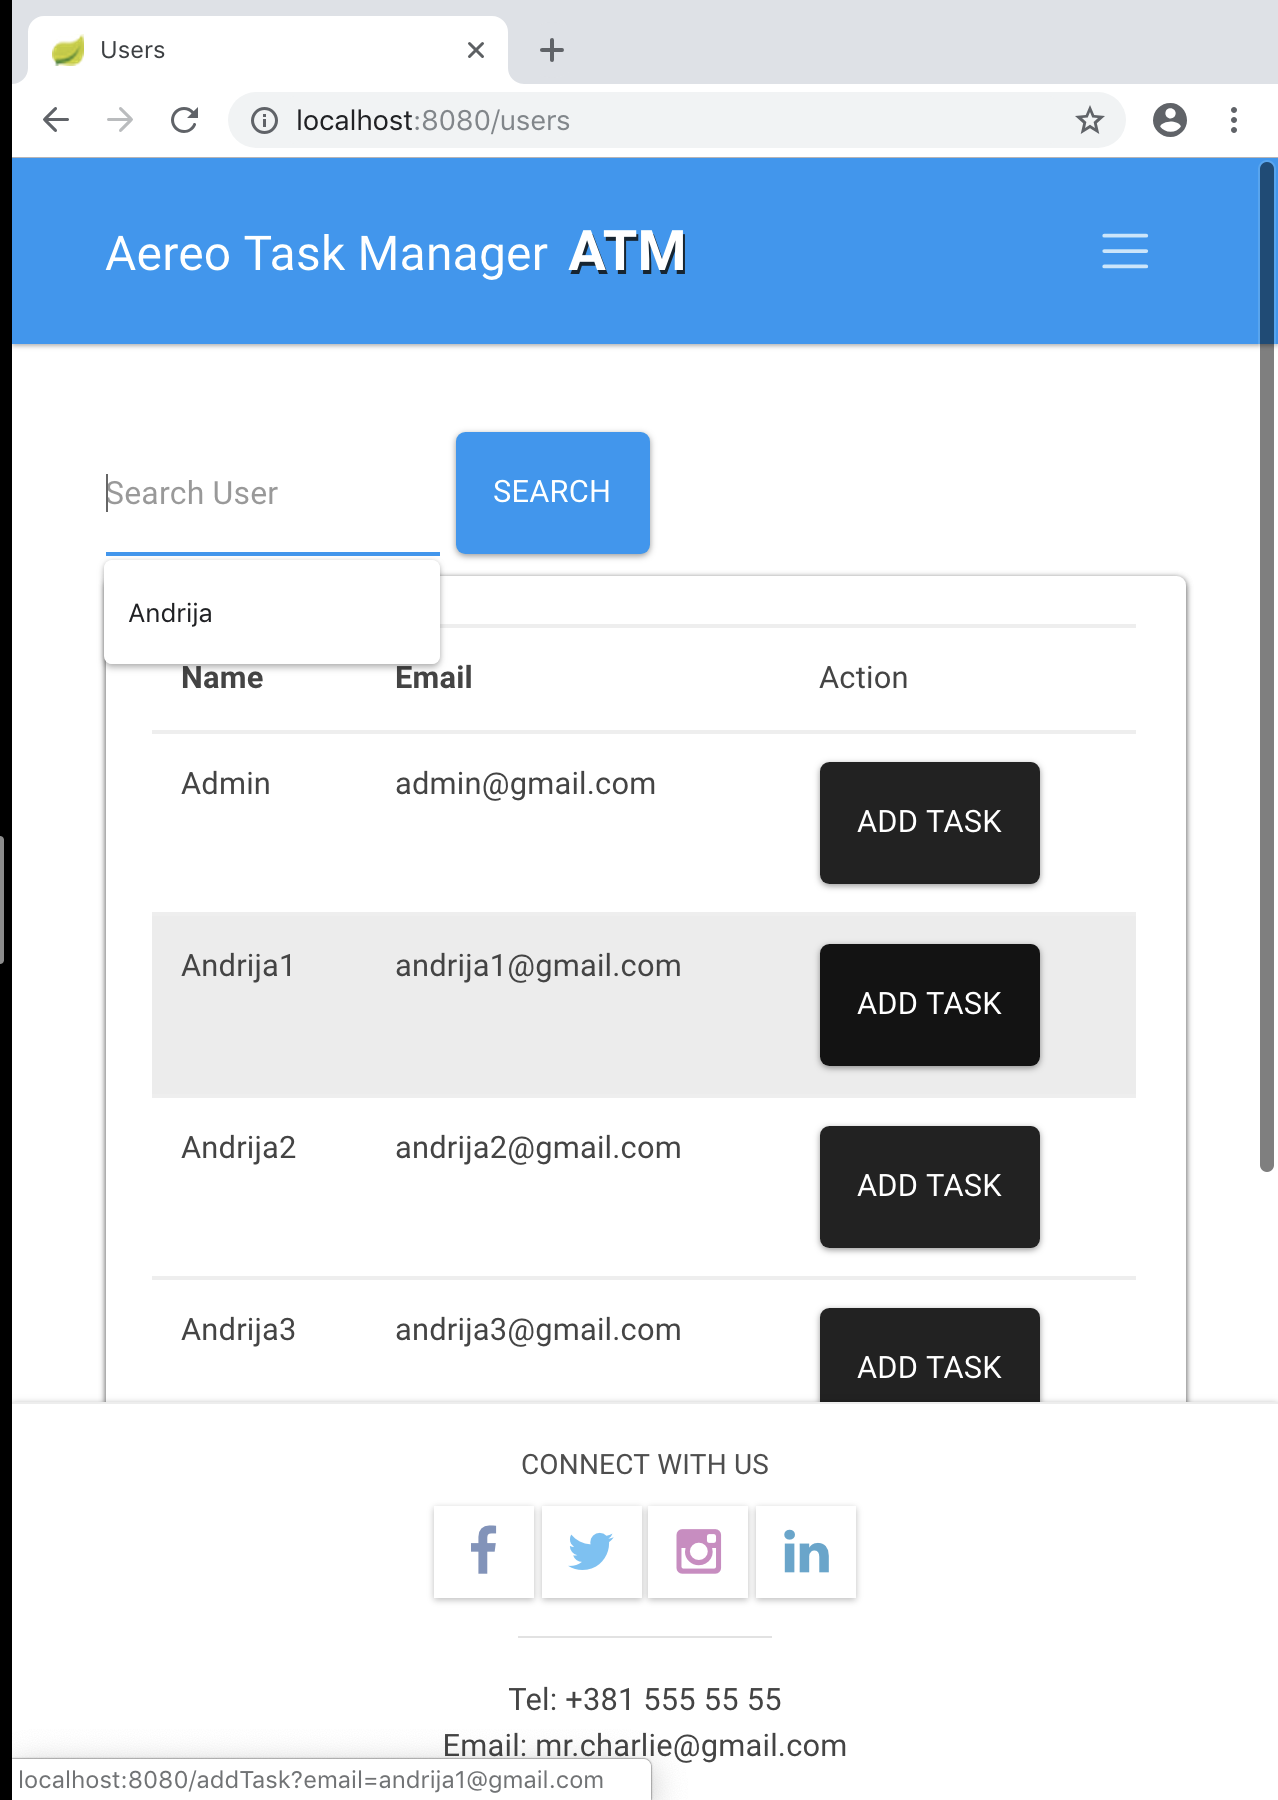 Users
localhost:8080/users
Aereo Task Manager ATM
Search User
SEARCH
Andrija
Name Email Action
Admin admin@gmail.com ADD TASK
Andrija1 andrija1@gmail.com ADD TASK
Andrija2 andrija2@gmail.com ADD TASK
Andrija3 andrija3@gmail.com ADD TASK
CONNECT WITH US
Tel: +381 555 55 55
Email: mr.charlie@gmail.com
localhost:8080/addTask?email=andrija1@gmail.com